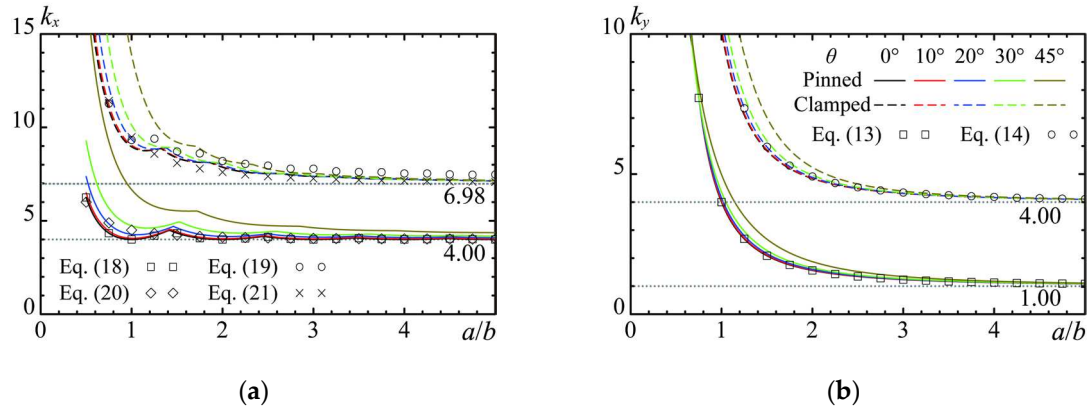 15 kx
10
5
0
0 1 2 3 4 a/b
6.98
4.00
Eq. (18) Eq. (19)
Eq. (20) Eq. (21)
(a)
10 ky
5
0
0 1 2 3 4 a/b
θ 0° 10° 20° 30° 45°
Pinned
Clamped
Eq. (13) Eq. (14)
4.00
1.00
(b)